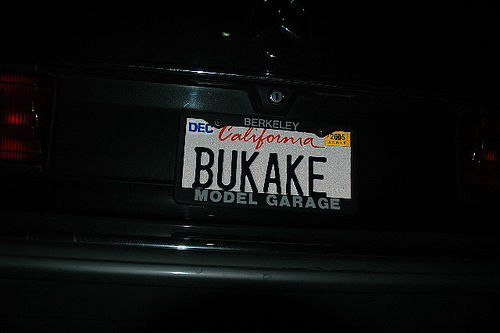 BERKELEY
DEC California 2005
BUKAKE
MODEL GARAGE